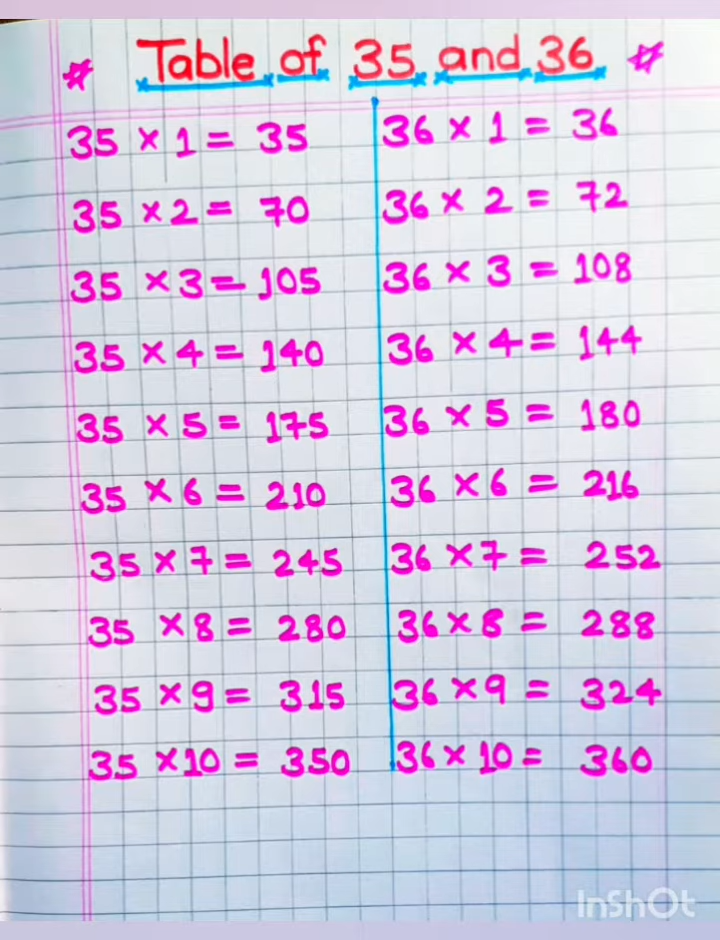 # Table of 35 and 36 #
35 × 1 = 35
35 × 2 = 70
35 × 3 = 105
35 × 4 = 140
35 × 5 = 175
35 × 6 = 210
35 × 7 = 245
35 × 8 = 280
35 × 9 = 315
35 × 10 = 350
36 × 1 = 36
36 × 2 = 72
36 × 3 = 108
36 × 4 = 144
36 × 5 = 180
36 × 6 = 216
36 × 7 = 252
36 × 8 = 288
36 × 9 = 324
36 × 10 = 360
InShOt